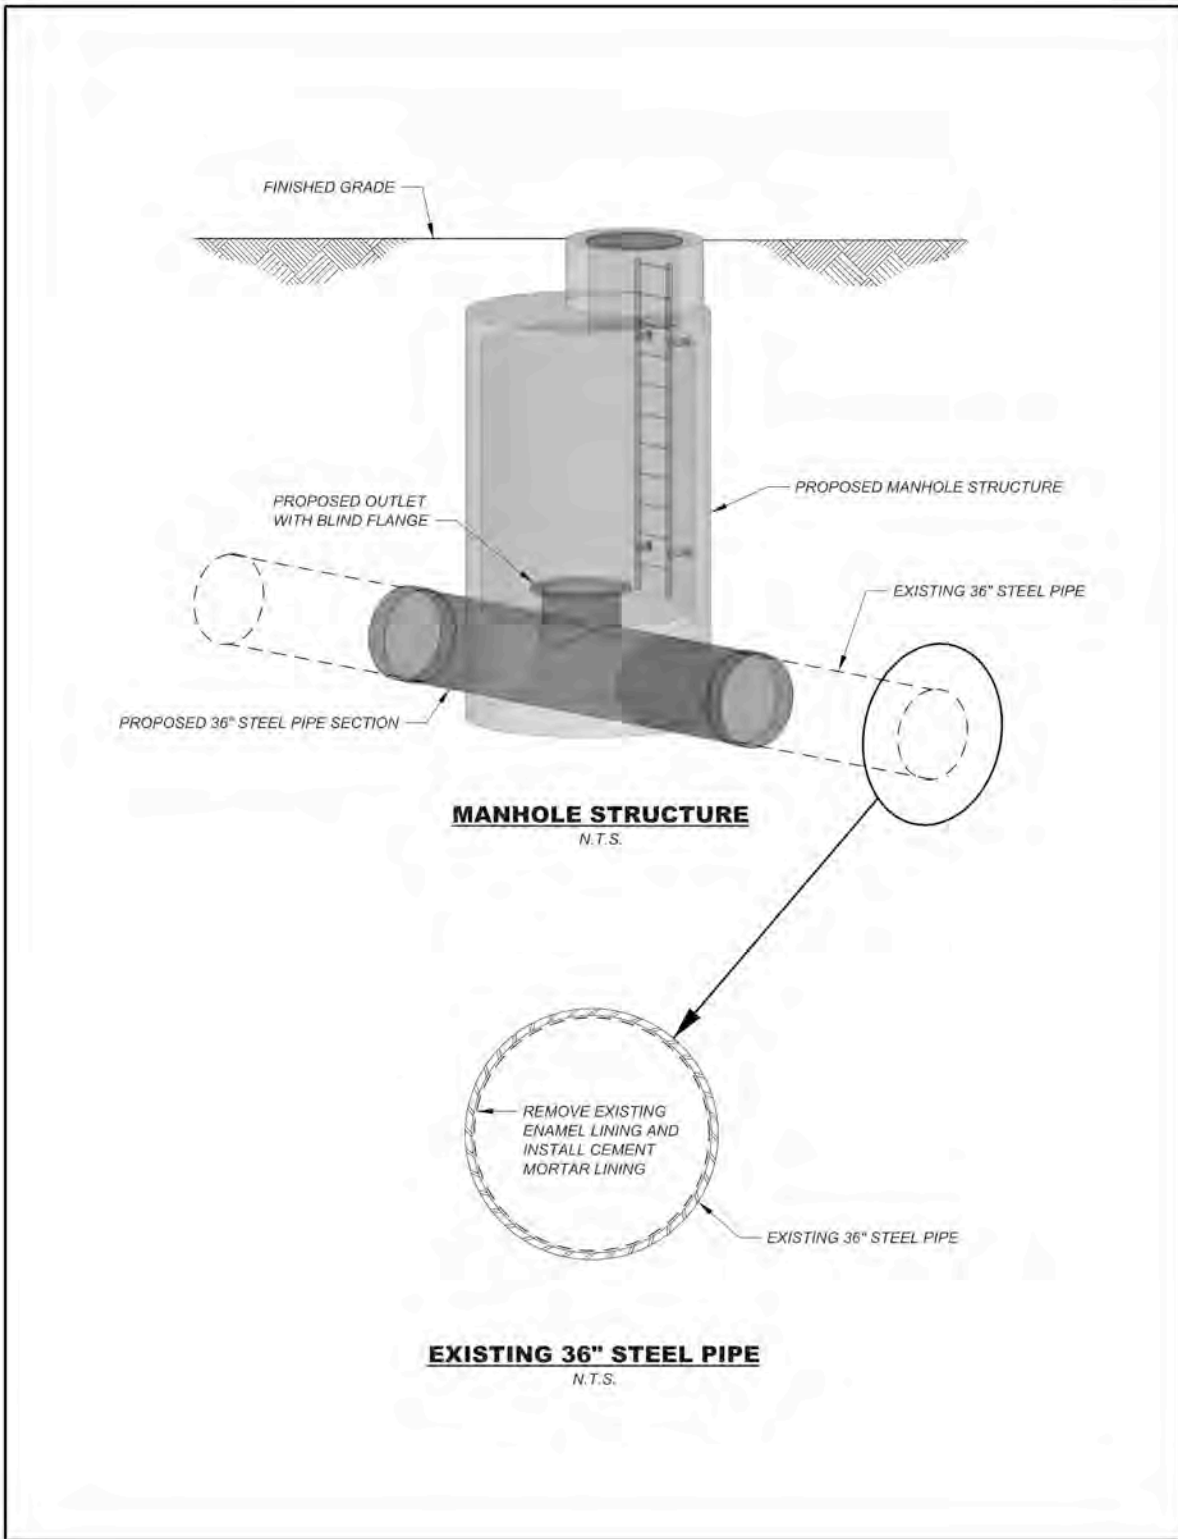 FINISHED GRADE
PROPOSED OUTLET
WITH BLIND FLANGE
PROPOSED MANHOLE STRUCTURE
EXISTING 36" STEEL PIPE
PROPOSED 36" STEEL PIPE SECTION
MANHOLE STRUCTURE
N.T.S.
REMOVE EXISTING
ENAMEL LINING AND
INSTALL CEMENT
MORTAR LINING
EXISTING 36" STEEL PIPE
EXISTING 36" STEEL PIPE
N.T.S.